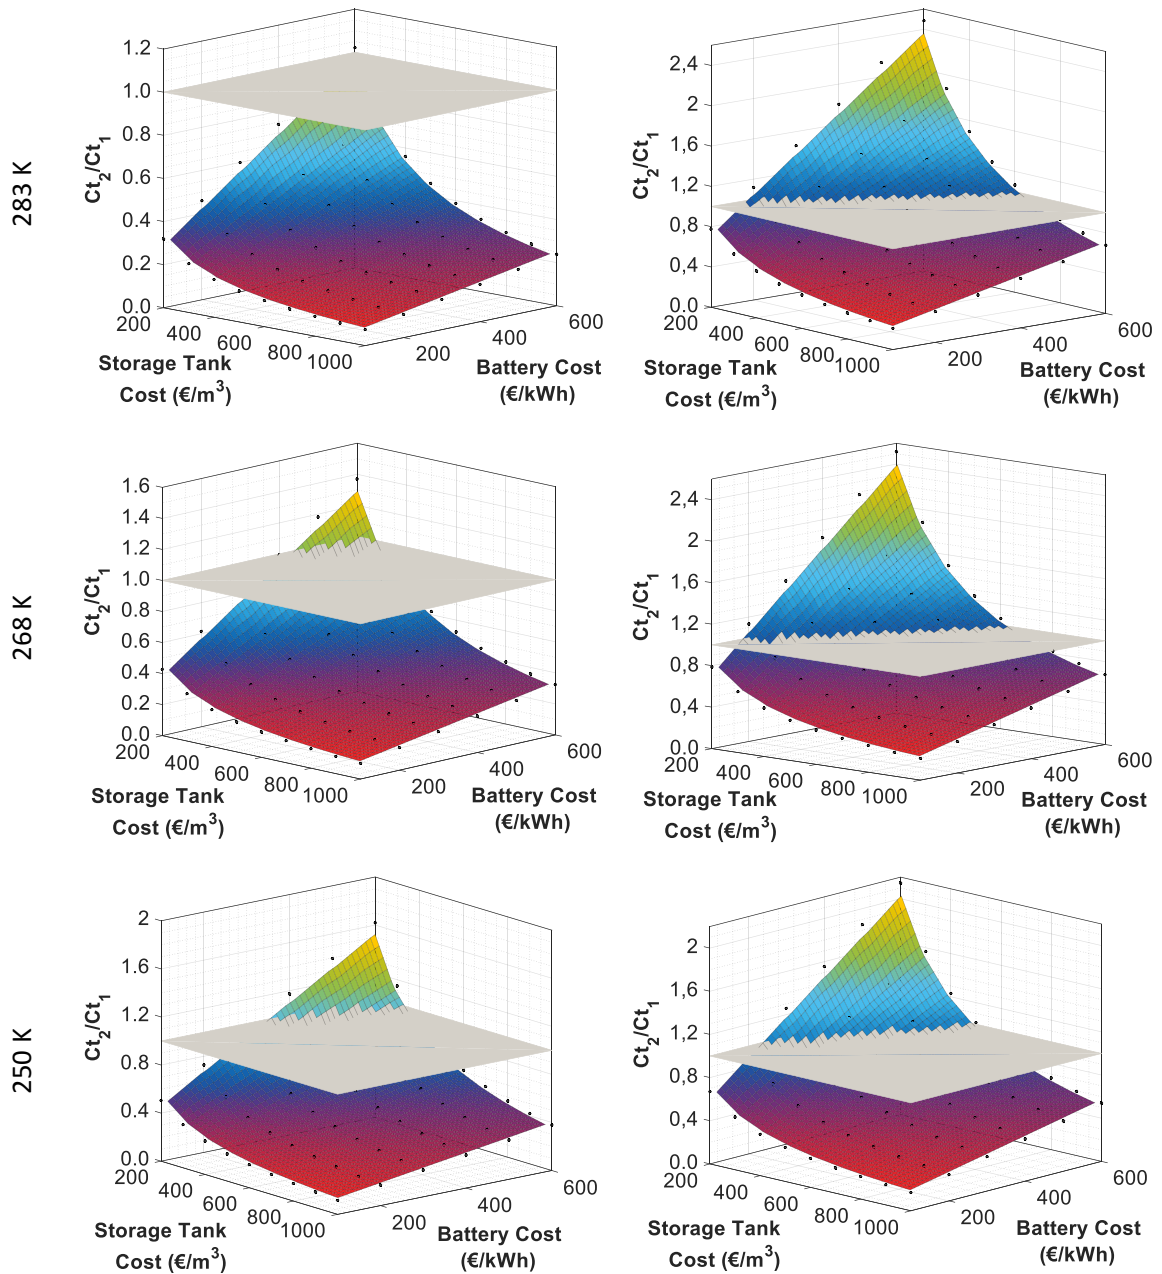 283 K
1.2
1.0
0.8
0.6
0.4
0.2
0.0
Ct2/Ct1
200
400
600
800
1000
Storage Tank
Cost (€/m3)
200
400
600
Battery Cost
(€/kWh)
2,4
2
1,6
1,2
0.8
0.4
0.0
Ct2/Ct1
200
400
600
800
1000
Storage Tank
Cost (€/m3)
200
400
600
Battery Cost
(€/kWh)
268 K
1.6
1.4
1.2
1.0
0.8
0.6
0.4
0.2
0.0
Ct2/Ct1
200
400
600
800
1000
Storage Tank
Cost (€/m3)
200
400
600
Battery Cost
(€/kWh)
2,4
2
1,6
1,2
0,8
0,4
0.0
Ct2/Ct1
200
400
600
800
1000
Storage Tank
Cost (€/m3)
200
400
600
Battery Cost
(€/kWh)
250 K
2
1.6
1.2
0.8
0.4
0.0
Ct2/Ct1
200
400
600
800
1000
Storage Tank
Cost (€/m3)
200
400
600
Battery Cost
(€/kWh)
2
1,6
1,2
0,8
0,4
0.0
Ct2/Ct1
200
400
600
800
1000
Storage Tank
Cost (€/m3)
200
400
600
Battery Cost
(€/kWh)